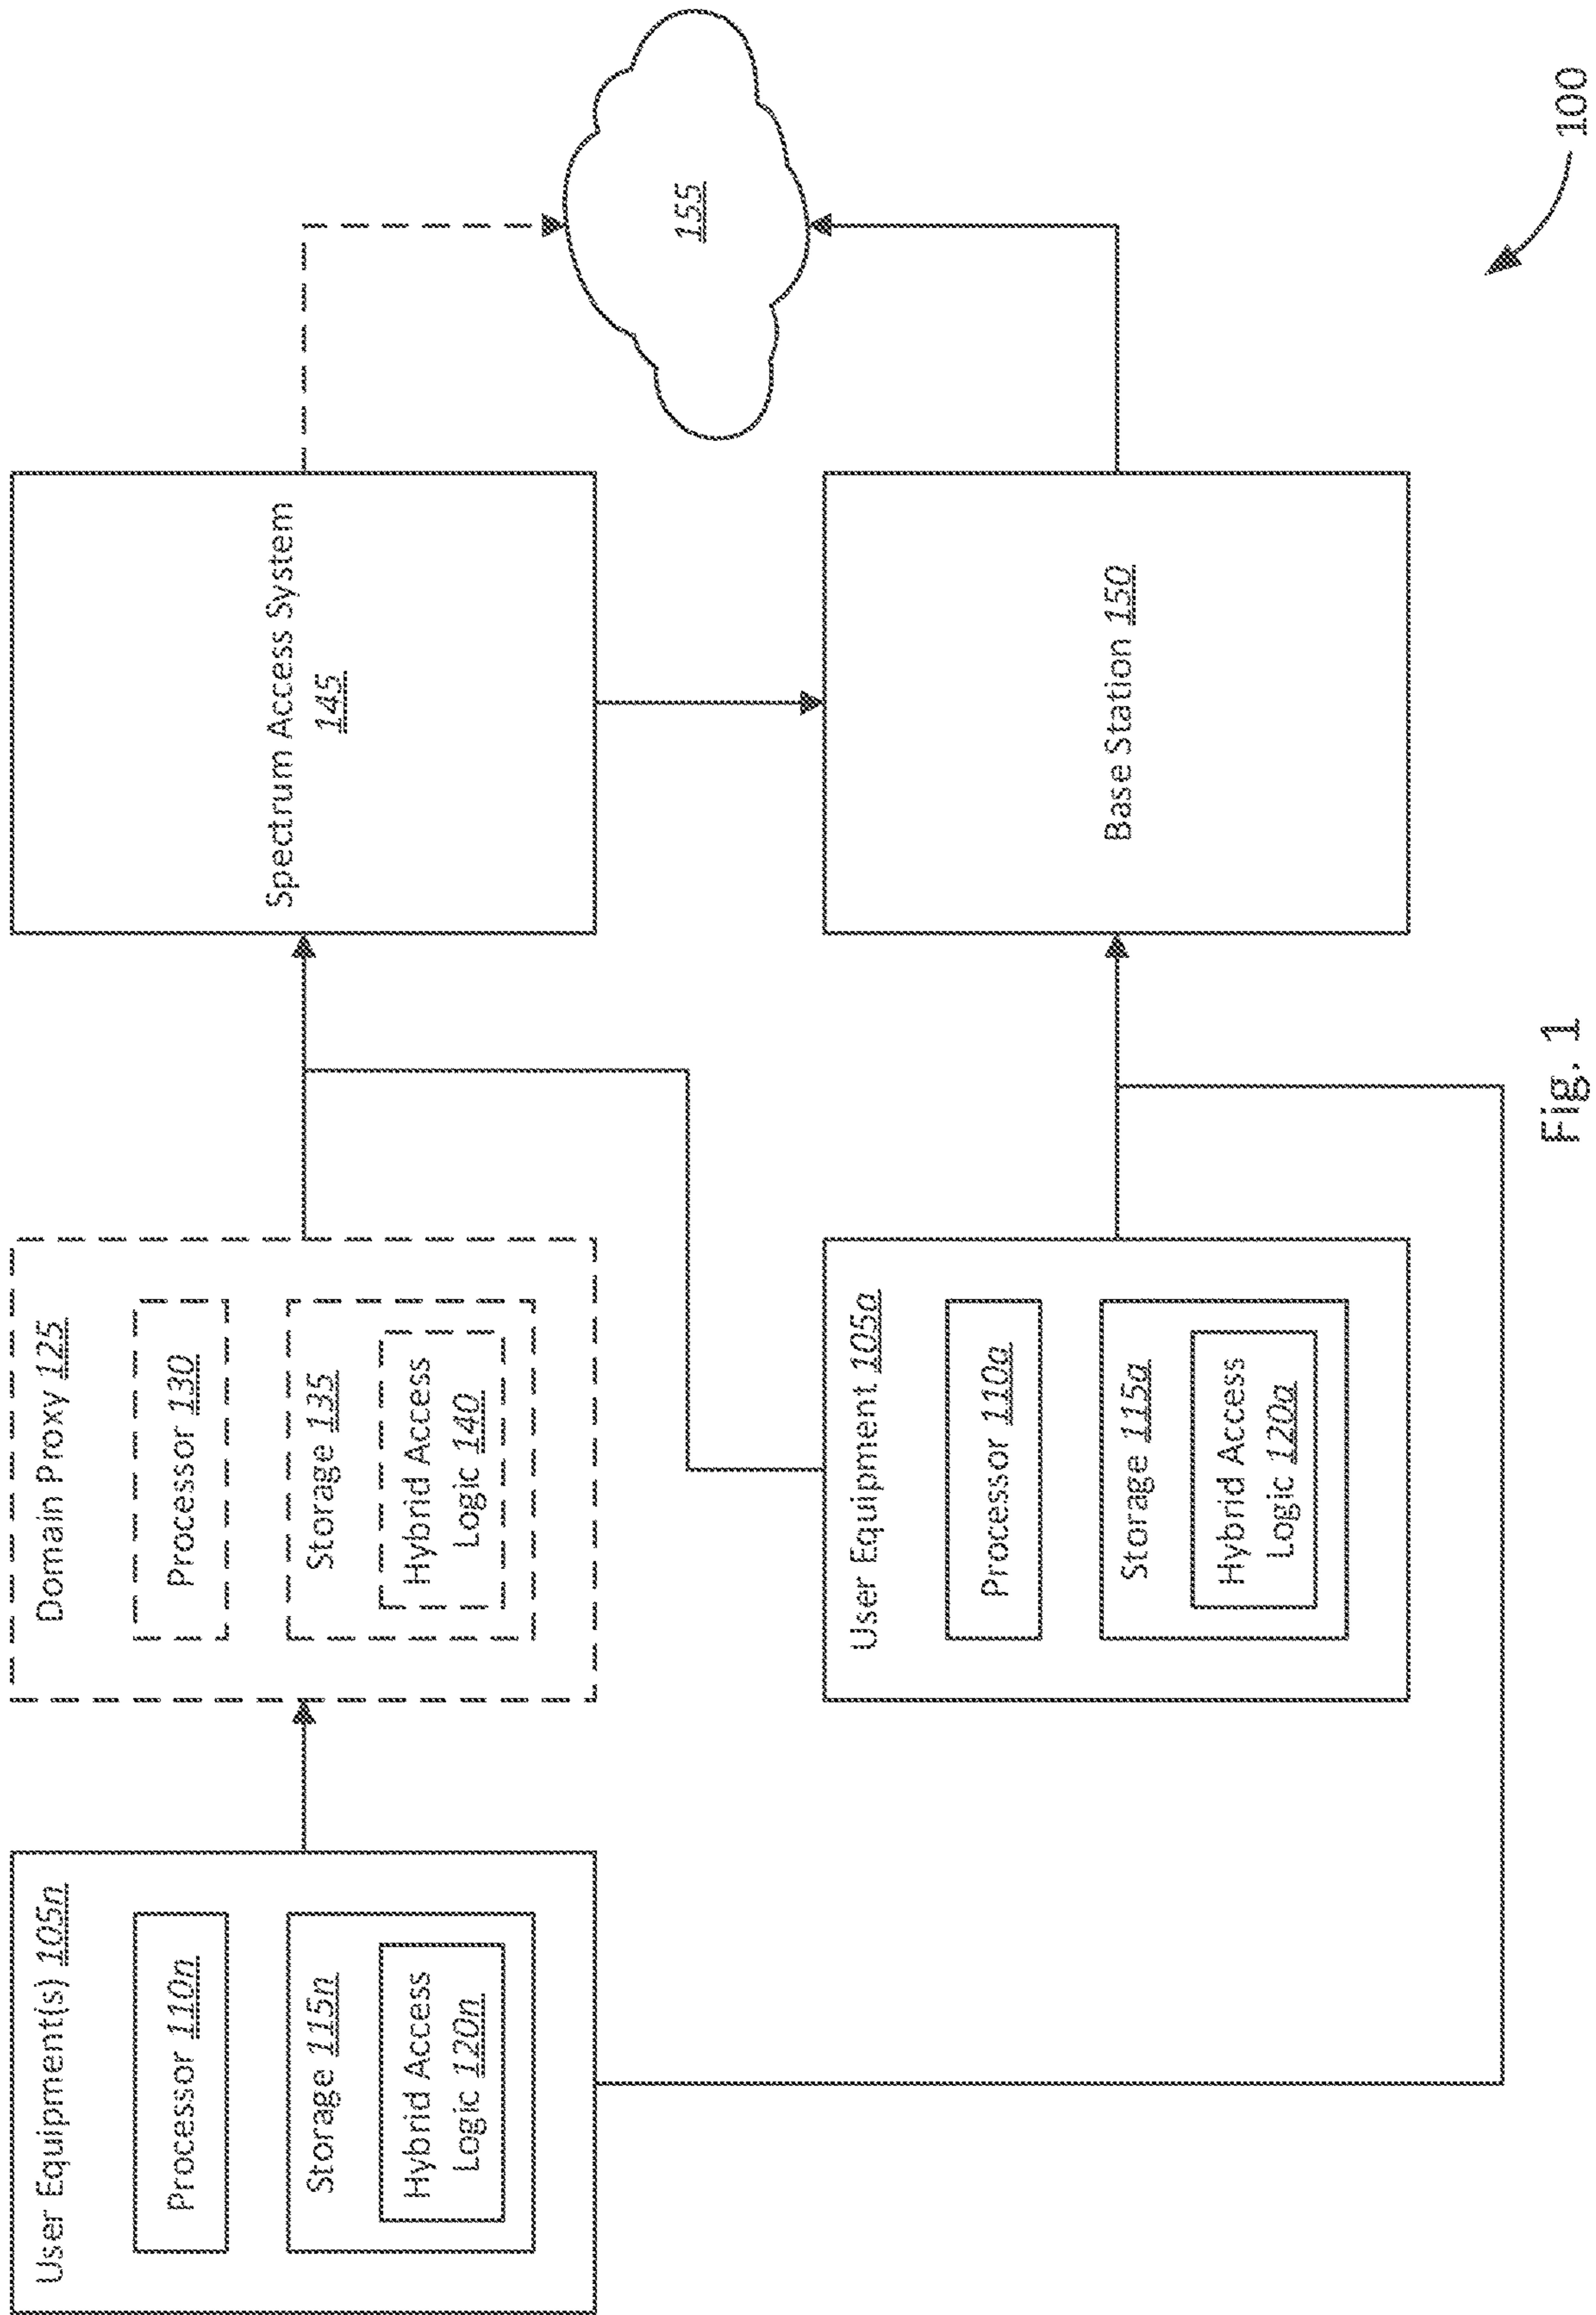 User Equipment(s) 105n
Processor 110n
Storage 115n
Hybrid Access
Logic 120n
Domain Proxy 125
Processor 130
Storage 135
Hybrid Access
Logic 140
Spectrum Access System
145
155
User Equipment 105a
Processor 110a
Storage 115a
Hybrid Access
Logic 120a
Base Station 150
100
Fig. 1